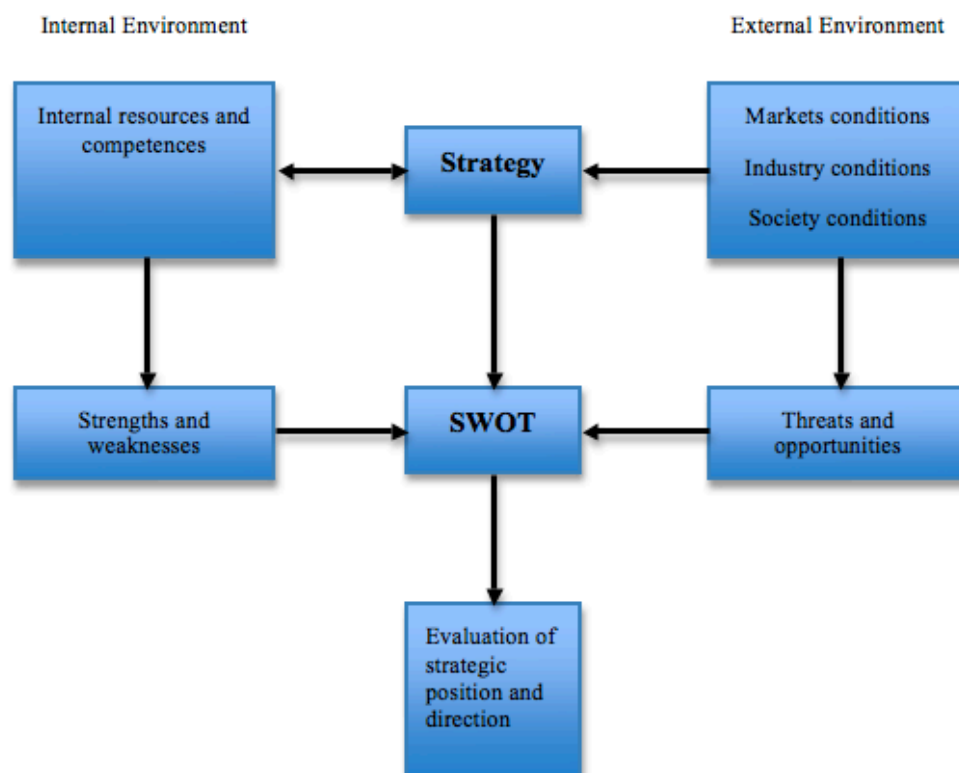 Internal Environment
External Environment
Internal resources and
competences
Strategy
Markets conditions
Industry conditions
Society conditions
Strengths and
weaknesses
SWOT
Threats and
opportunities
Evaluation of
strategic
position and
direction